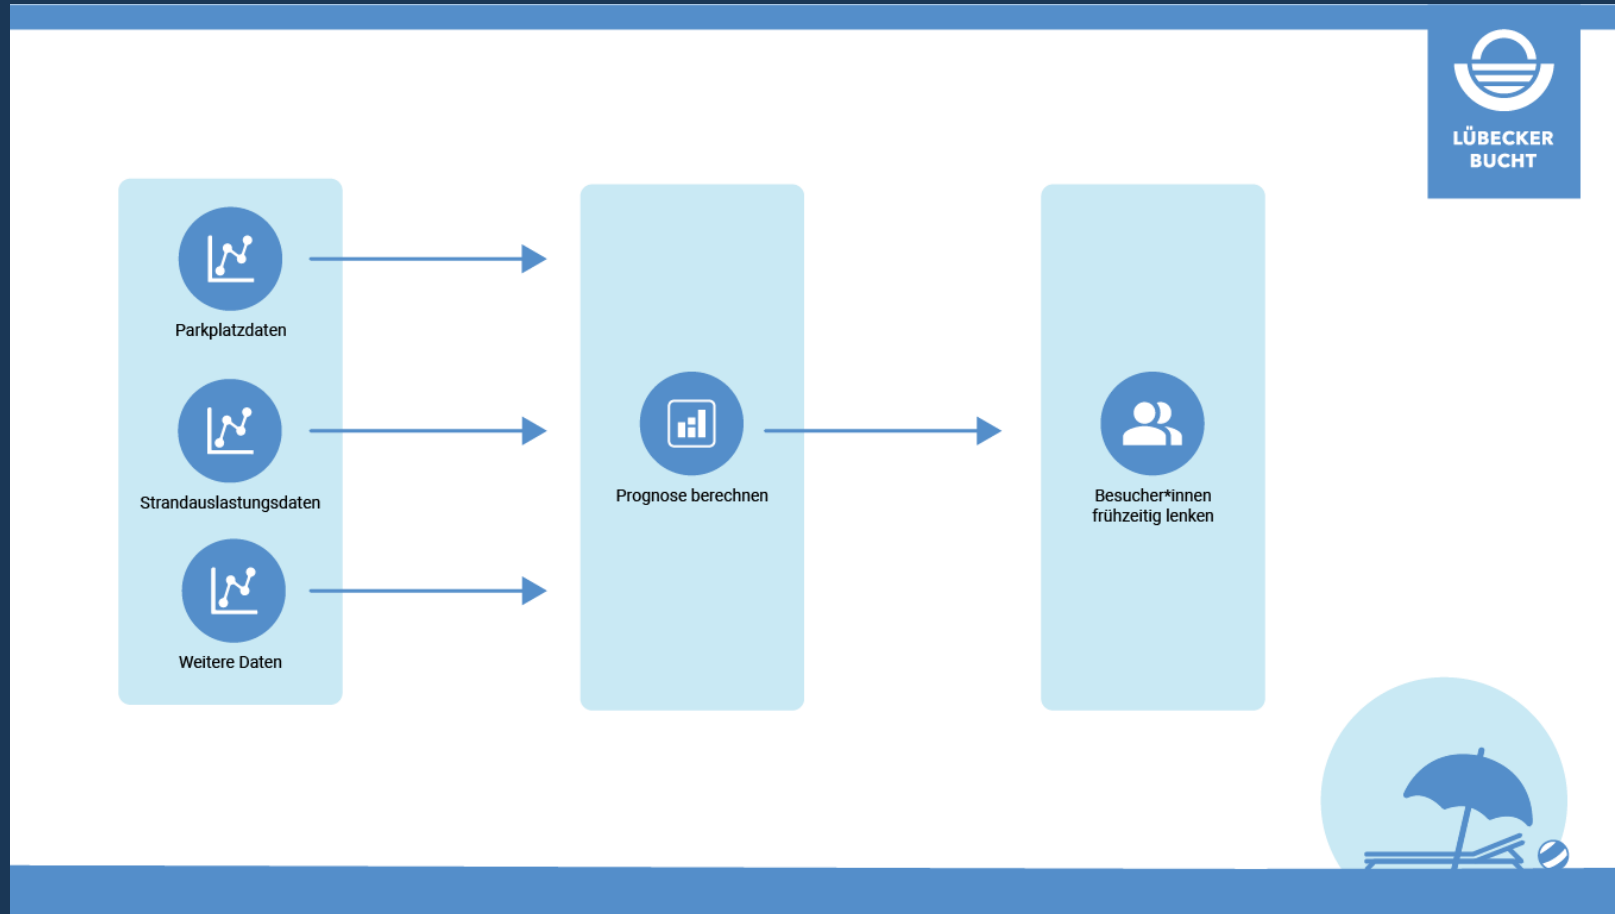 LÜBECKER
BUCHT
Parkplatzdaten
Strandauslastungsdaten
Weitere Daten
Prognose berechnen
Besucher*innen
frühzeitig lenken